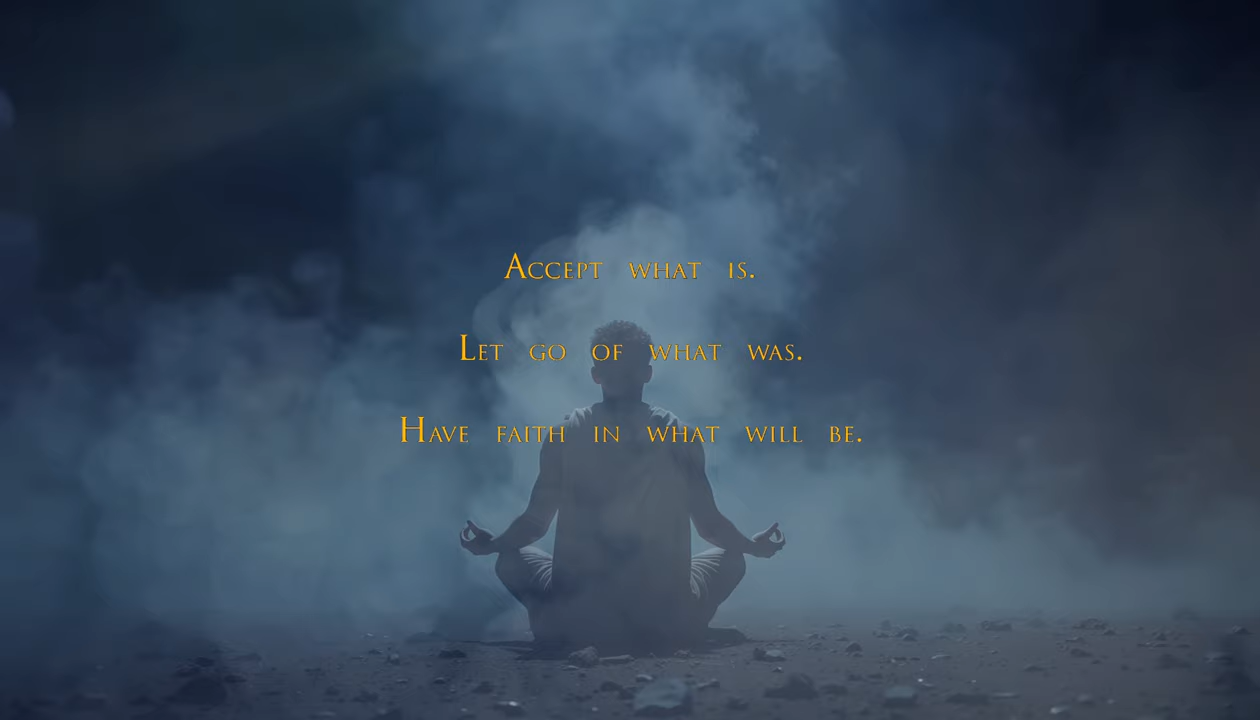 Accept what is.
Let go of what was.
Have faith in what will be.